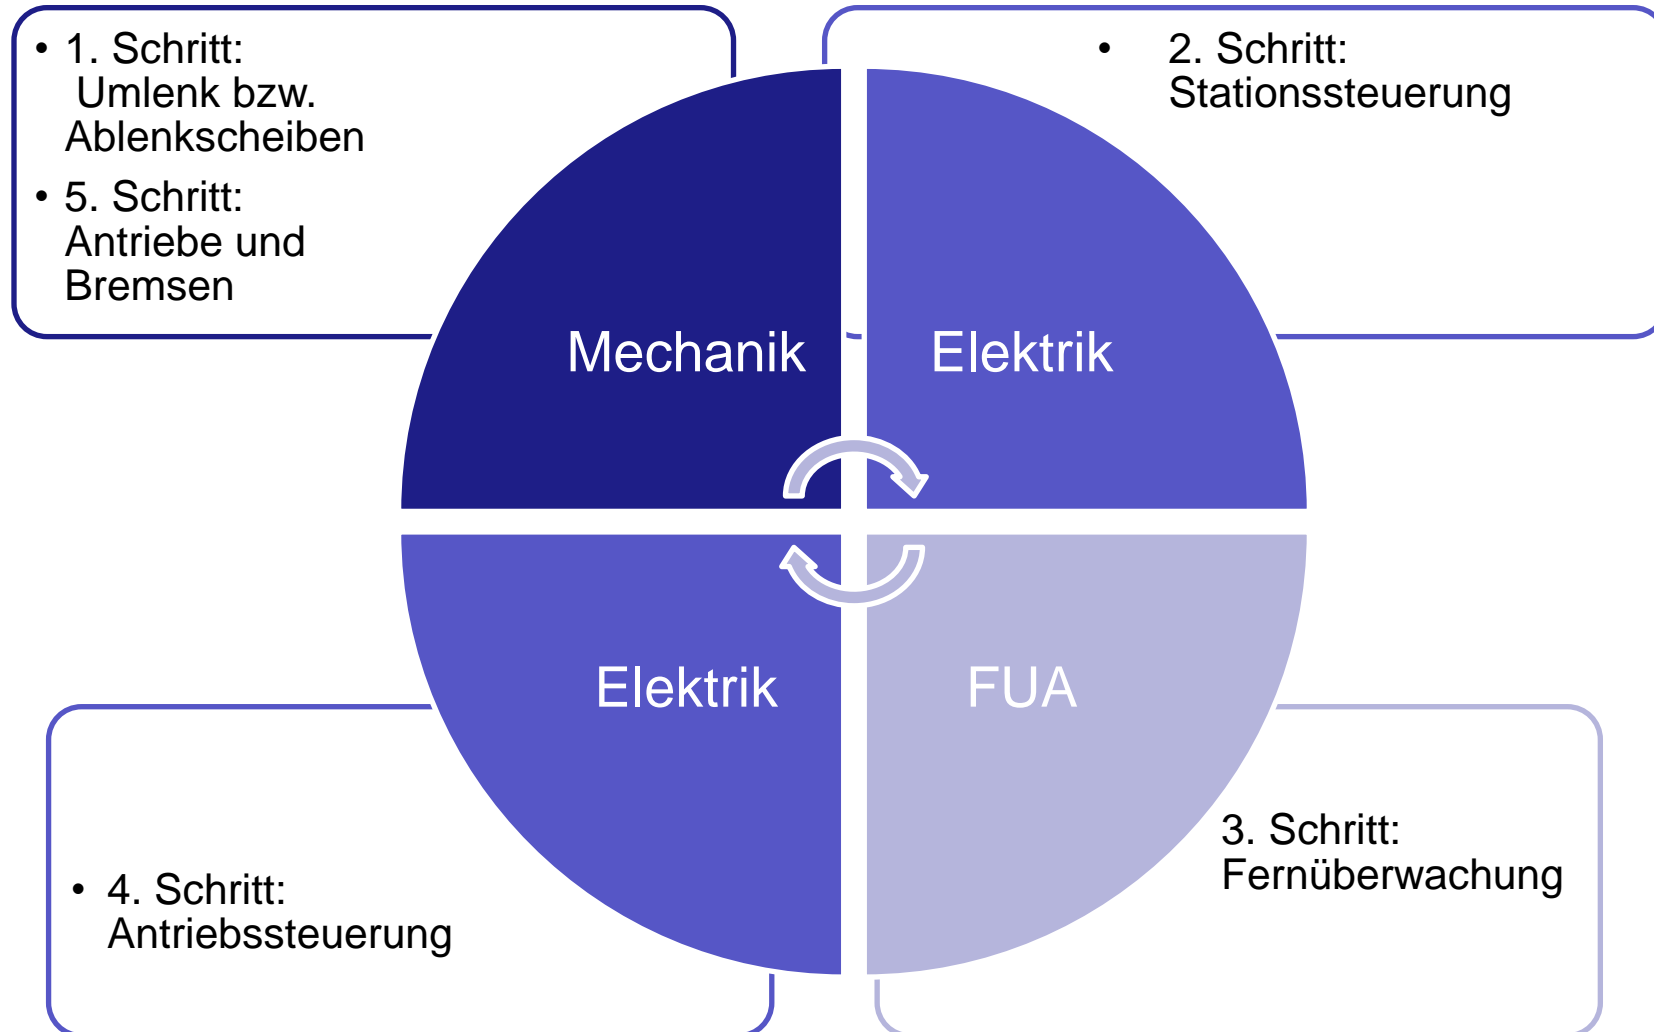 • 1. Schritt:
Umlenk bzw.
Ablenkscheiben
• 5. Schritt:
Antriebe und
Bremsen
• 2. Schritt:
Stationssteuerung
Mechanik
Elektrik
Elektrik
FUA
• 4. Schritt:
Antriebssteuerung
3. Schritt:
Fernüberwachung